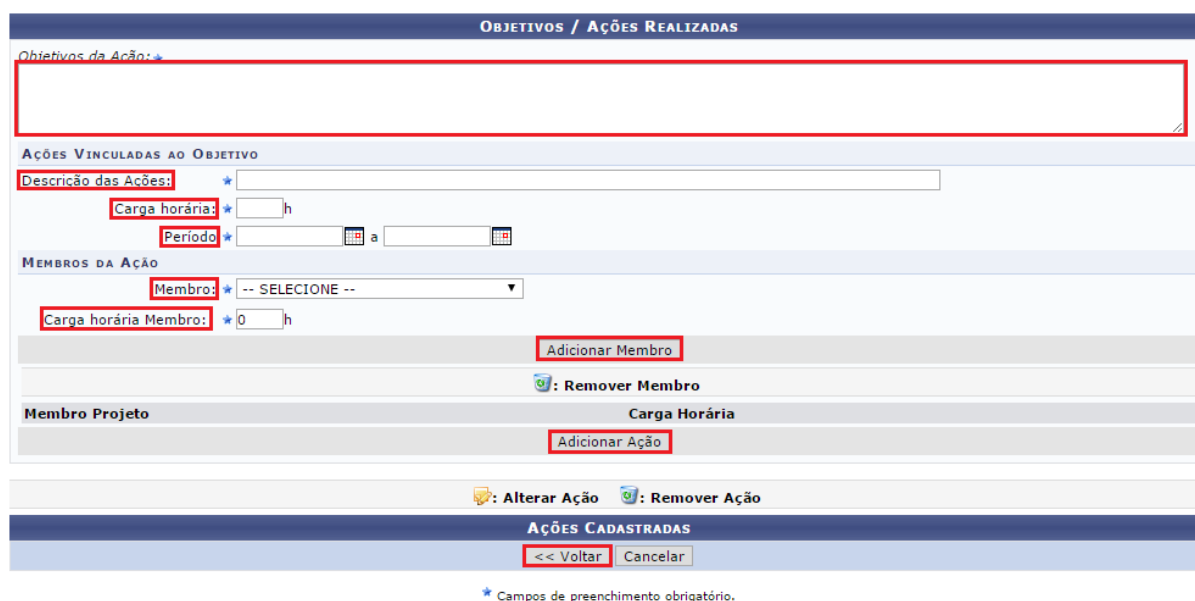 OBJETIVOS / AÇÕES REALIZADAS
Objetivos da Ação:
AÇÕES VINCULADAS AO OBJETIVO
Descrição das Ações:
Carga horária: h
Período a
MEMBROS DA AÇÃO
Membro: -- SELECIONE --
Carga horária Membro: 0 h
Adicionar Membro
: Remover Membro
Membro Projeto Carga Horária
Adicionar Ação
: Alterar Ação : Remover Ação
AÇÕES CADASTRADAS
<< Voltar Cancelar
Campos de preenchimento obrigatório.